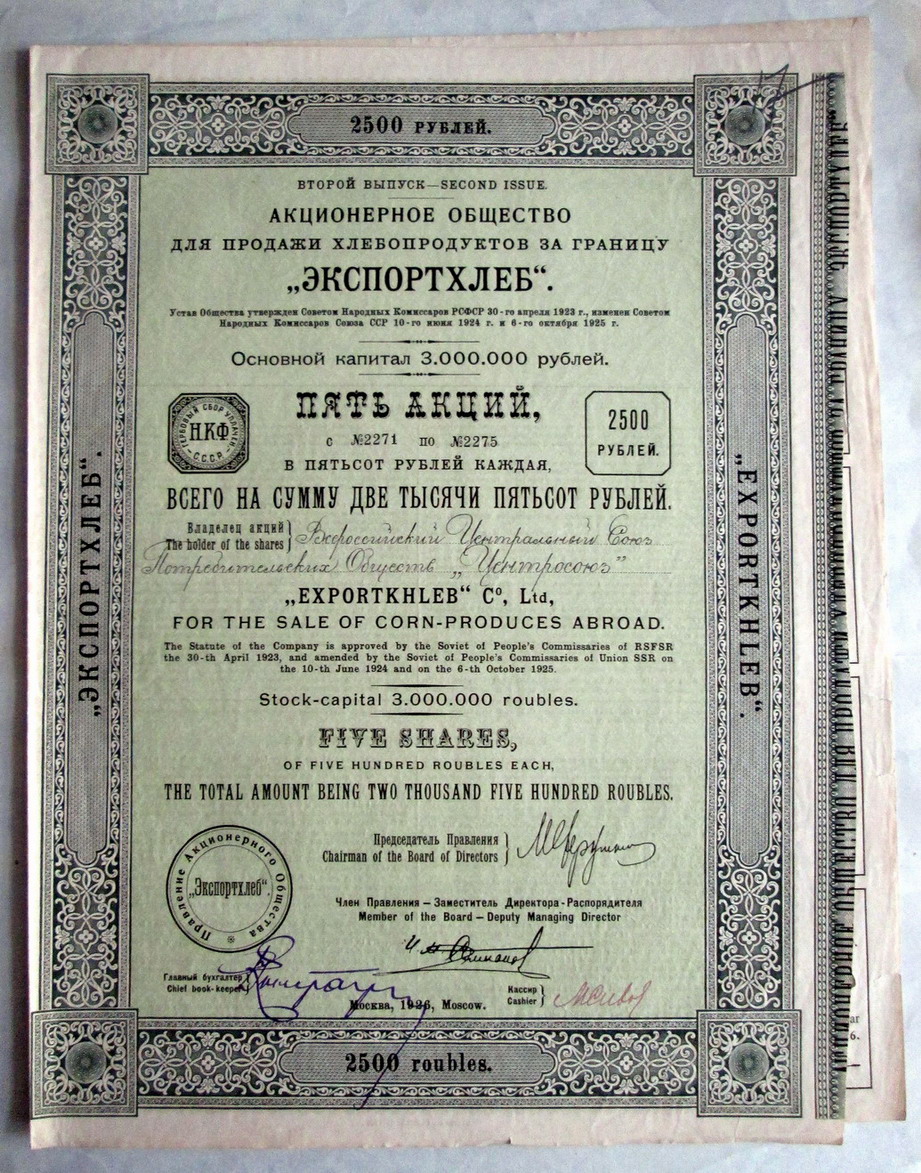 2500 РУБЛЕЙ.
ВТОРОЙ ВЫПУСК—SECOND ISSUE.
АКЦИОНЕРНОЕ ОБЩЕСТВО
ДЛЯ ПРОДАЖИ ХЛЕБОПРОДУКТОВ ЗА ГРАНИЦУ
„ЭКСПОРТХЛЕБ“.
Устав Общества утвержден Советом Народных Комиссаров РСФСР 30-го апреля 1923 г., изменен Советом
Народных Комиссаров Союза ССР 10-го июня 1924 г. и 6-го октября 1925 г.
Основной капитал 3.000.000 рублей.
ПЯТЬ АКЦИЙ,
с №2271 по №2275
В ПЯТЬСОТ РУБЛЕЙ КАЖДАЯ,
ГЕРБОВЫЙ СБОР УПЛАЧЕН
НКФ
С.С.С.Р.
2500
РУБЛЕЙ.
ВСЕГО НА СУММУ ДВЕ ТЫСЯЧИ ПЯТЬСОТ РУБЛЕЙ.
Владелец акций
The holder of the shares
Всероссийский Центральный Союз
Потребительских Обществ „Центросоюз"
„EXPORTKHLEB“ Cº, Ltd,
FOR THE SALE OF CORN-PRODUCES ABROAD.
The Statute of the Company is approved by the Soviet of People's Commissaries of RSFSR
the 30-th April 1923, and amended by the Soviet of People's Commissaries of Union SSR on
the 10-th June 1924 and on the 6-th October 1925.
Stock-capital 3.000.000 roubles.
FIVE SHARES,
OF FIVE HUNDRED ROUBLES EACH,
THE TOTAL AMOUNT BEING TWO THOUSAND FIVE HUNDRED ROUBLES.
Правление Акционерного Общества
„Экспортхлеб“.
Председатель Правления
Chairman of the Board of Directors
Член Правления – Заместитель Директора - Распорядителя
Member of the Board – Deputy Managing Director
Главный бухгалтер
Chief book-keeper
Кассир
Cashier
Москва, 1926, Moscow.
2500 roubles.
„ЭКСПОРТХЛЕБ“.
„EXPORTKHLEB“.